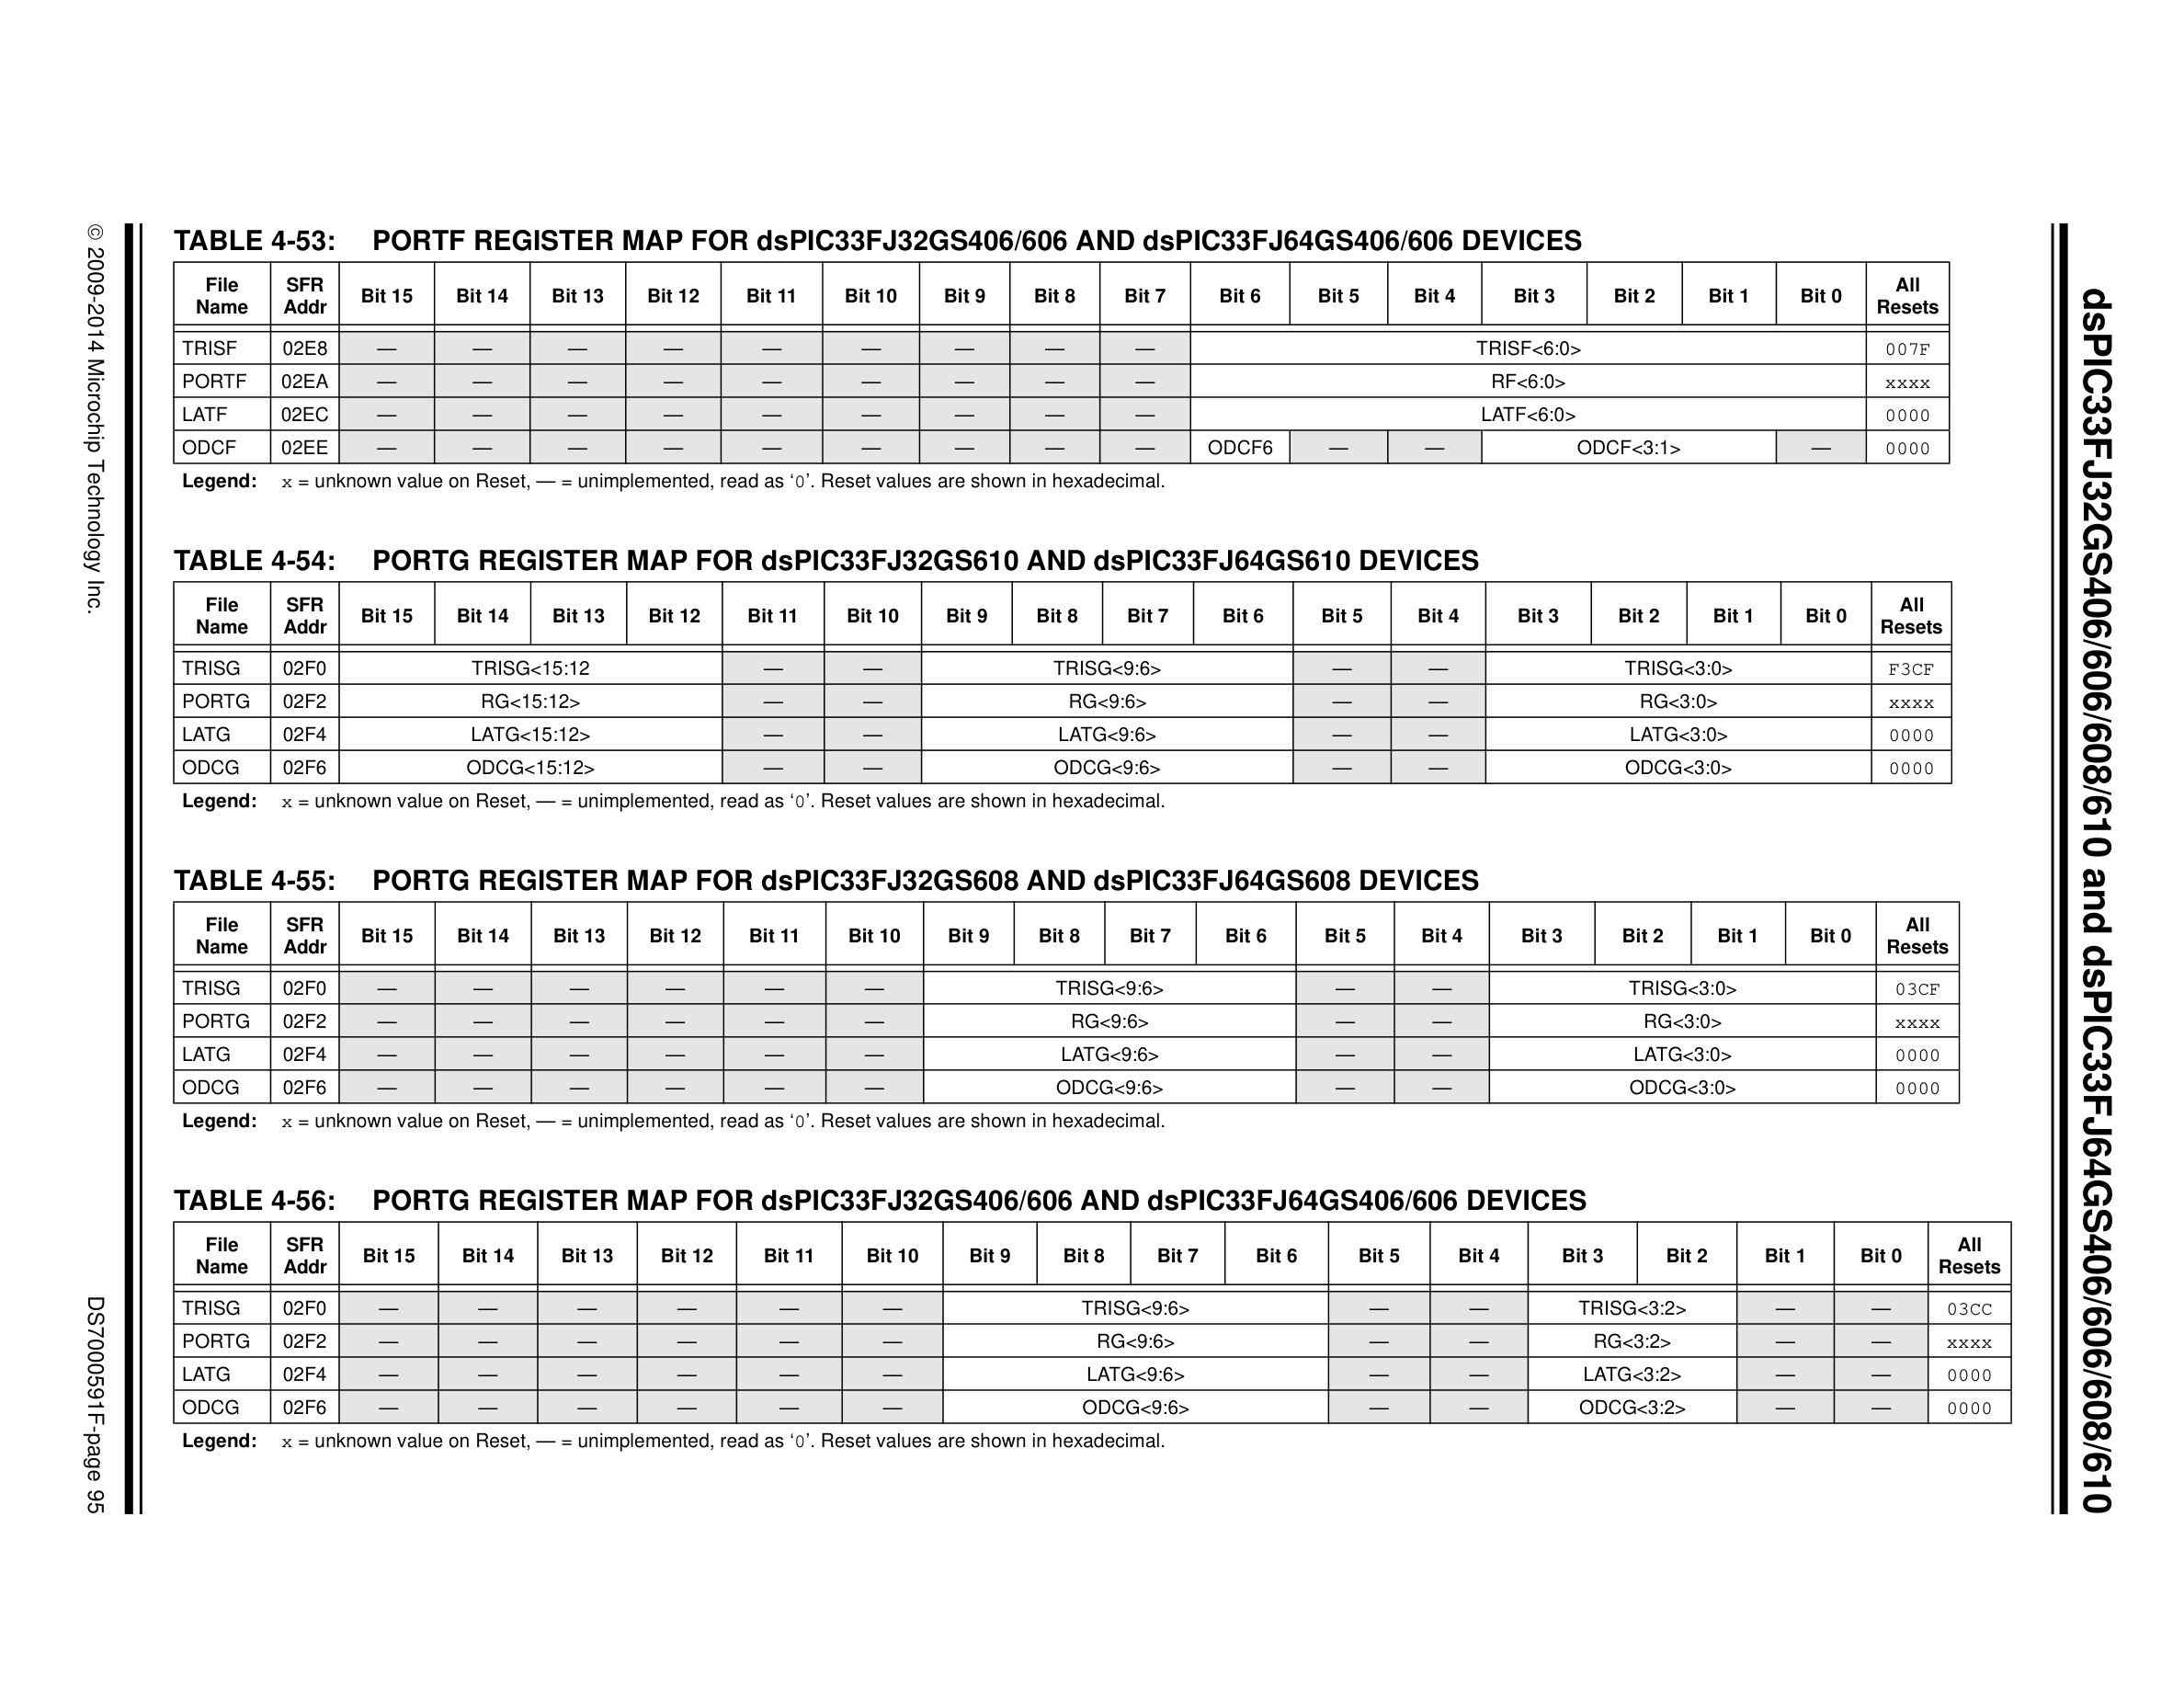 TABLE 4-53: PORTF REGISTER MAP FOR dsPIC33FJ32GS406/606 AND dsPIC33FJ64GS406/606 DEVICES
File Name SFR Addr Bit 15 Bit 14 Bit 13 Bit 12 Bit 11 Bit 10 Bit 9 Bit 8 Bit 7 Bit 6 Bit 5 Bit 4 Bit 3 Bit 2 Bit 1 Bit 0 All Resets
TRISF 02E8 — — — — — — — — — TRISF<6:0> 007F
PORTF 02EA — — — — — — — — — RF<6:0> xxxx
LATF 02EC — — — — — — — — — LATF<6:0> 0000
ODCF 02EE — — — — — — — — — ODCF6 — — ODCF<3:1> — 0000
Legend: x = unknown value on Reset, — = unimplemented, read as ‘0’. Reset values are shown in hexadecimal.
TABLE 4-54: PORTG REGISTER MAP FOR dsPIC33FJ32GS610 AND dsPIC33FJ64GS610 DEVICES
File Name SFR Addr Bit 15 Bit 14 Bit 13 Bit 12 Bit 11 Bit 10 Bit 9 Bit 8 Bit 7 Bit 6 Bit 5 Bit 4 Bit 3 Bit 2 Bit 1 Bit 0 All Resets
TRISG 02F0 TRISG<15:12 — — TRISG<9:6> — — TRISG<3:0> F3CF
PORTG 02F2 RG<15:12> — — RG<9:6> — — RG<3:0> xxxx
LATG 02F4 LATG<15:12> — — LATG<9:6> — — LATG<3:0> 0000
ODCG 02F6 ODCG<15:12> — — ODCG<9:6> — — ODCG<3:0> 0000
Legend: x = unknown value on Reset, — = unimplemented, read as ‘0’. Reset values are shown in hexadecimal.
TABLE 4-55: PORTG REGISTER MAP FOR dsPIC33FJ32GS608 AND dsPIC33FJ64GS608 DEVICES
File Name SFR Addr Bit 15 Bit 14 Bit 13 Bit 12 Bit 11 Bit 10 Bit 9 Bit 8 Bit 7 Bit 6 Bit 5 Bit 4 Bit 3 Bit 2 Bit 1 Bit 0 All Resets
TRISG 02F0 — — — — — — TRISG<9:6> — — TRISG<3:0> 03CF
PORTG 02F2 — — — — — — RG<9:6> — — RG<3:0> xxxx
LATG 02F4 — — — — — — LATG<9:6> — — LATG<3:0> 0000
ODCG 02F6 — — — — — — ODCG<9:6> — — ODCG<3:0> 0000
Legend: x = unknown value on Reset, — = unimplemented, read as ‘0’. Reset values are shown in hexadecimal.
TABLE 4-56: PORTG REGISTER MAP FOR dsPIC33FJ32GS406/606 AND dsPIC33FJ64GS406/606 DEVICES
File Name SFR Addr Bit 15 Bit 14 Bit 13 Bit 12 Bit 11 Bit 10 Bit 9 Bit 8 Bit 7 Bit 6 Bit 5 Bit 4 Bit 3 Bit 2 Bit 1 Bit 0 All Resets
TRISG 02F0 — — — — — — TRISG<9:6> — — TRISG<3:2> — — 03CC
PORTG 02F2 — — — — — — RG<9:6> — — RG<3:2> — — xxxx
LATG 02F4 — — — — — — LATG<9:6> — — LATG<3:2> — — 0000
ODCG 02F6 — — — — — — ODCG<9:6> — — ODCG<3:2> — — 0000
Legend: x = unknown value on Reset, — = unimplemented, read as ‘0’. Reset values are shown in hexadecimal.
dsPIC33FJ32GS406/606/608/610 and dsPIC33FJ64GS406/606/608/610
© 2009-2014 Microchip Technology Inc.
DS7000591F-page 95